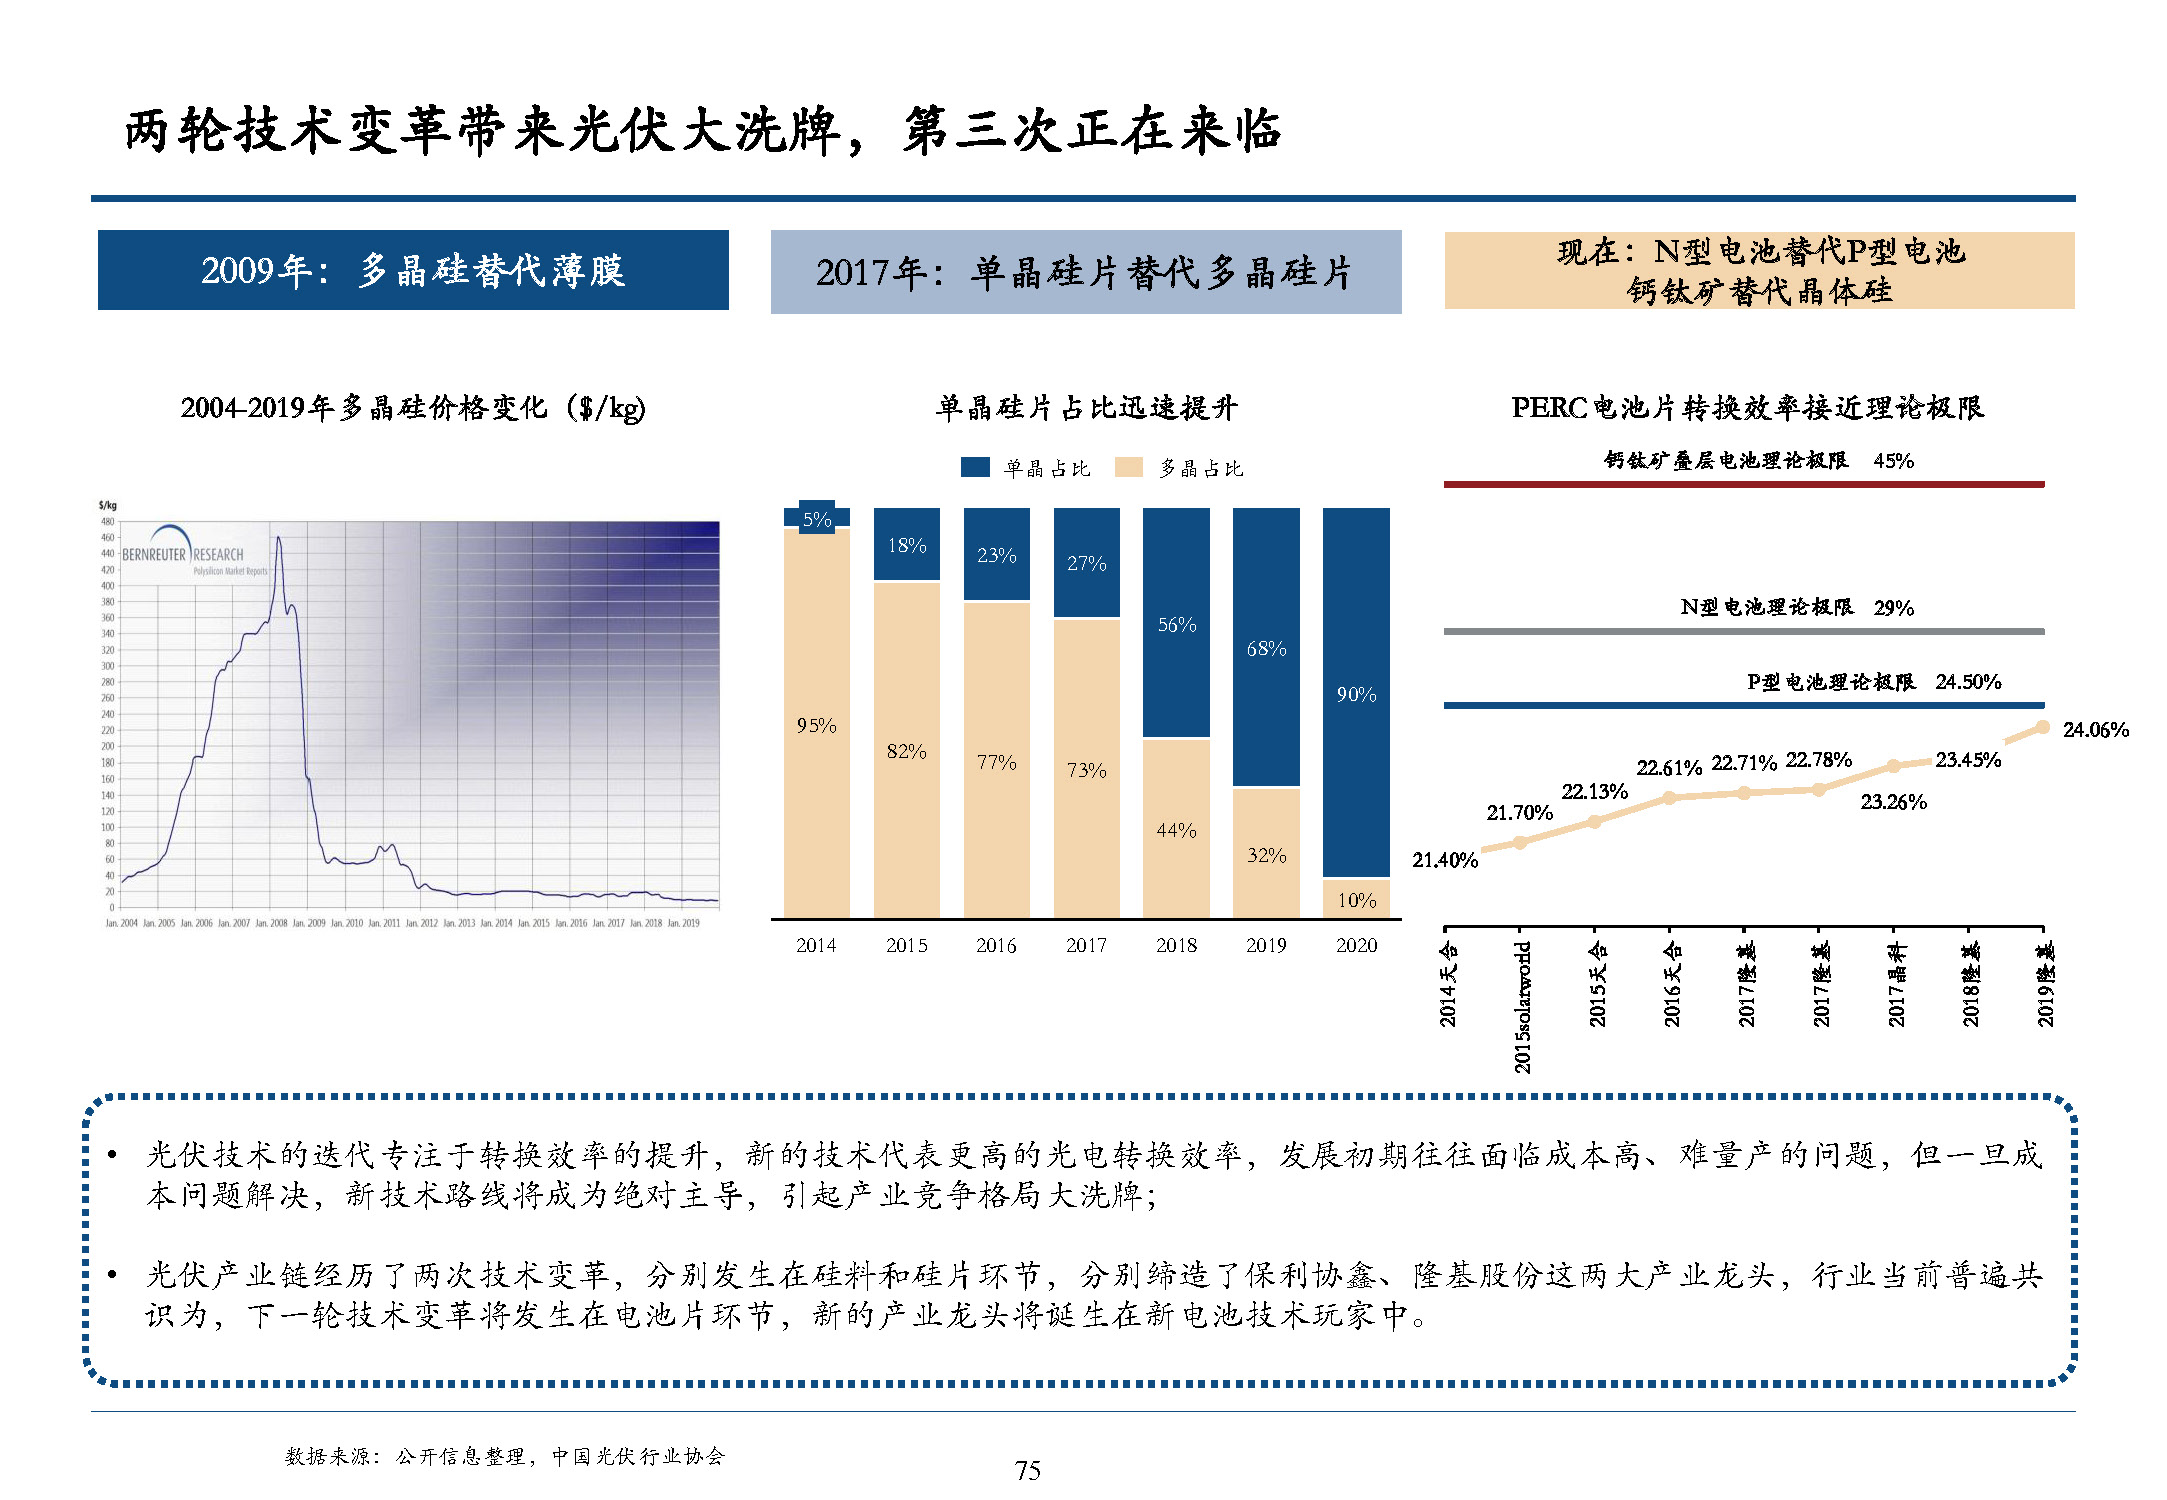 两轮技术变革带来光伏大洗牌，第三次正在来临
2009年：多晶硅替代薄膜
2017年：单晶硅片替代多晶硅片
现在：N型电池替代P型电池
钙钛矿替代晶体硅
2004-2019年多晶硅价格变化（$/kg)
$/kg
480
460
440
420
400
380
360
340
320
300
280
260
240
220
200
180
160
140
120
100
80
60
40
20
0
BERNREUTER RESEARCH
Polysilicon Market Reports
Jan. 2004 Jan. 2005 Jan. 2006 Jan. 2007 Jan. 2008 Jan. 2009 Jan. 2010 Jan. 2011 Jan. 2012 Jan. 2013 Jan. 2014 Jan. 2015 Jan. 2016 Jan. 2017 Jan. 2018 Jan. 2019
单晶硅片占比迅速提升
单晶占比 多晶占比
5% 18% 23% 27% 56% 68% 90%
95% 82% 77% 73% 44% 32% 10%
2014 2015 2016 2017 2018 2019 2020
PERC电池片转换效率接近理论极限
钙钛矿叠层电池理论极限 45%
N型电池理论极限 29%
P型电池理论极限 24.50%
21.40% 21.70% 22.13% 22.61% 22.71% 22.78% 23.26% 23.45% 24.06%
2014天合
2015solarworld
2015天合
2016天合
2017隆基
2017隆基
2017晶科
2018隆基
2019隆基
• 光伏技术的迭代专注于转换效率的提升，新的技术代表更高的光电转换效率，发展初期往往面临成本高、难量产的问题，但一旦成
本问题解决，新技术路线将成为绝对主导，引起产业竞争格局大洗牌；
• 光伏产业链经历了两次技术变革，分别发生在硅料和硅片环节，分别缔造了保利协鑫、隆基股份这两大产业龙头，行业当前普遍共
识为，下一轮技术变革将发生在电池片环节，新的产业龙头将诞生在新电池技术玩家中。
数据来源：公开信息整理，中国光伏行业协会
75